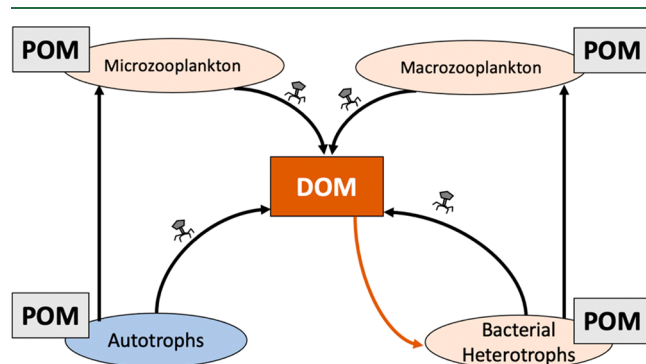 POM
Microzooplankton
Macrozooplankton
POM
DOM
POM
Autotrophs
Bacterial
Heterotrophs
POM